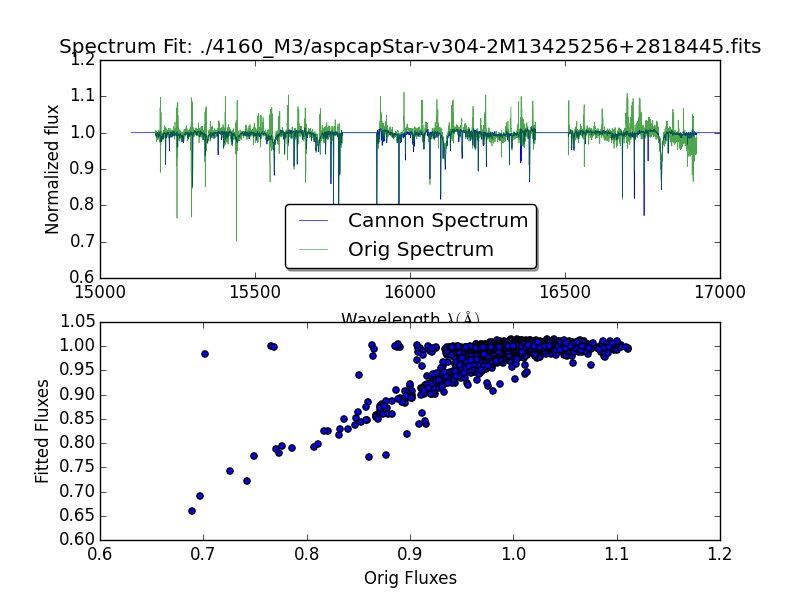 Spectrum Fit: ./4160_M3/aspcapStar-v304-2M13425256+2818445.fits
1.2
1.1
1.0
0.9
0.8
0.7
0.6
Normalized flux
Cannon Spectrum
Orig Spectrum
15000 15500 16000 16500 17000
Wavelength λ(Å)
1.05
1.00
0.95
0.90
0.85
0.80
0.75
0.70
0.65
0.60
Fitted Fluxes
0.6 0.7 0.8 0.9 1.0 1.1 1.2
Orig Fluxes